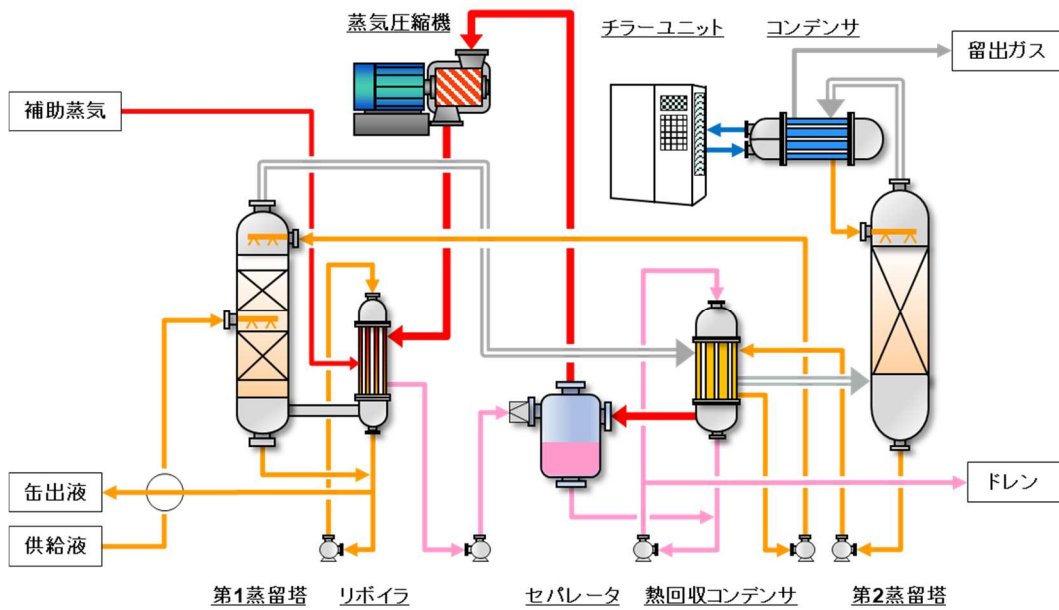 蒸気圧縮機
チラーユニット
コンデンサ
留出ガス
補助蒸気
缶出液
供給液
ドレン
第1蒸留塔
リボイラ
セパレータ
熱回収コンデンサ
第2蒸留塔